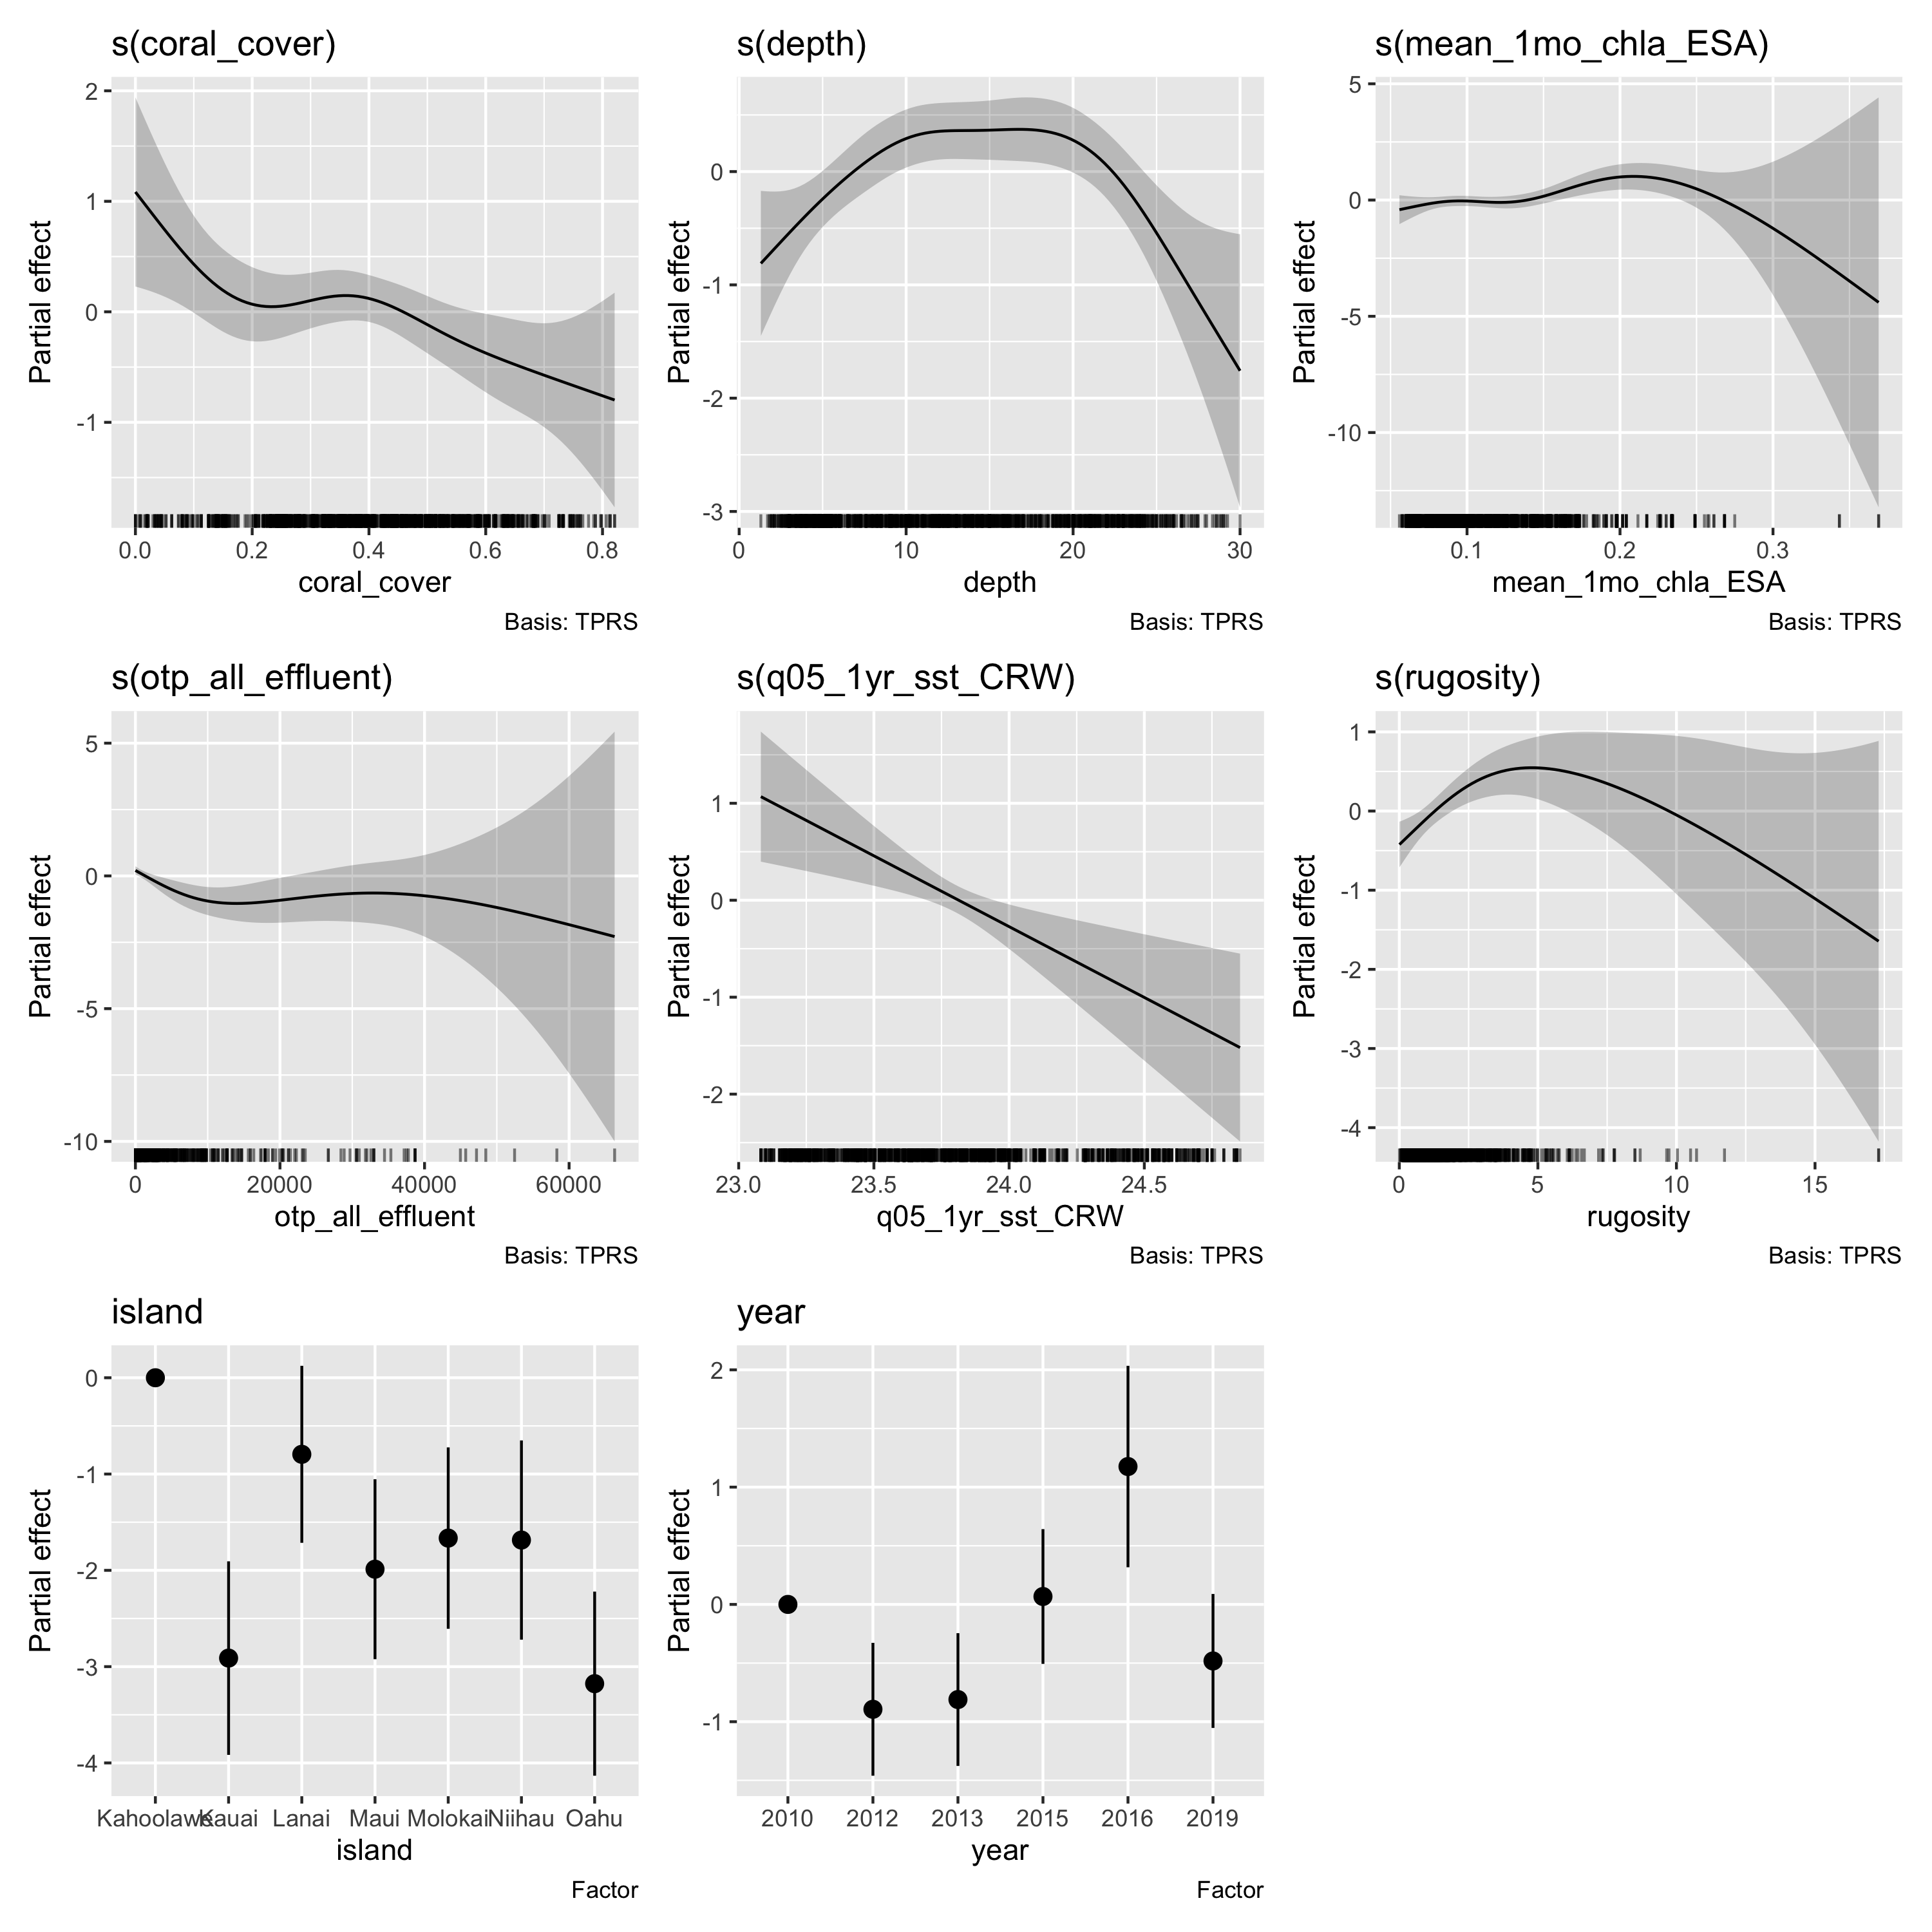 s(coral_cover)
2
1
0
-1
Partial effect
0.0 0.2 0.4 0.6 0.8
coral_cover
Basis: TPRS
s(depth)
0
-1
-2
-3
Partial effect
0 10 20 30
depth
Basis: TPRS
s(mean_1mo_chla_ESA)
5
0
-5
-10
Partial effect
0.1 0.2 0.3
mean_1mo_chla_ESA
Basis: TPRS
s(otp_all_effluent)
5
0
-5
-10
Partial effect
0 20000 40000 60000
otp_all_effluent
Basis: TPRS
s(q05_1yr_sst_CRW)
1
0
-1
-2
Partial effect
23.0 23.5 24.0 24.5
q05_1yr_sst_CRW
Basis: TPRS
s(rugosity)
1
0
-1
-2
-3
-4
Partial effect
0 5 10 15
rugosity
Basis: TPRS
island
0
-1
-2
-3
-4
Partial effect
Kahoolawe Kauai Lanai Maui Molokai Niihau Oahu
island
Factor
year
2
1
0
-1
Partial effect
2010 2012 2013 2015 2016 2019
year
Factor